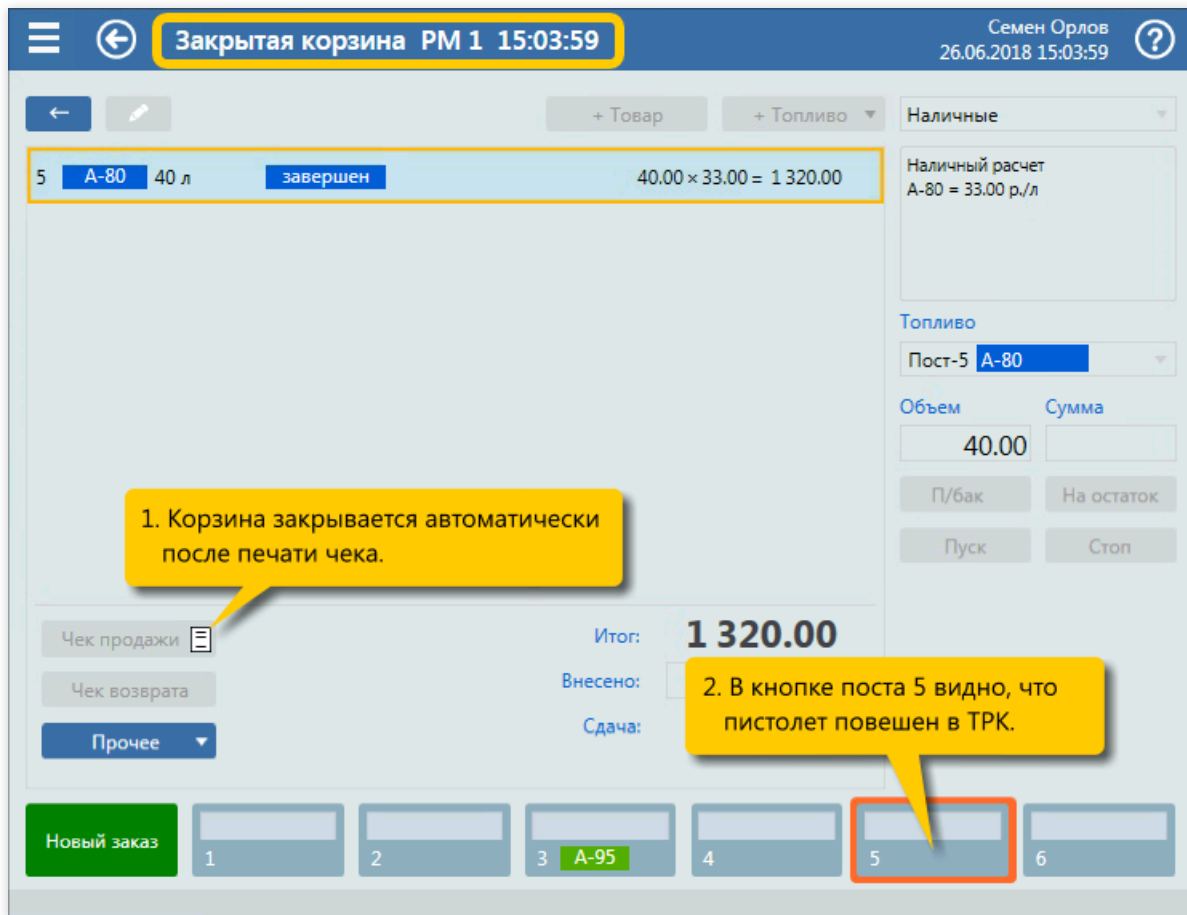 Закрытая корзина РМ 1 15:03:59
Семен Орлов
26.06.2018 15:03:59
?
+ Товар
+ Топливо
Наличные
5 А-80 40 л завершен 40.00 × 33.00 = 1 320.00
Наличный расчет
А-80 = 33.00 р./л
Топливо
Пост-5 А-80
Объем Сумма
40.00
П/бак На остаток
Пуск Стоп
1. Корзина закрывается автоматически
после печати чека.
Чек продажи
Итог: 1 320.00
Чек возврата
Внесено:
2. В кнопке поста 5 видно, что
пистолет повешен в ТРК.
Прочее
Сдача:
Новый заказ
1
2
3 А-95
4
5
6